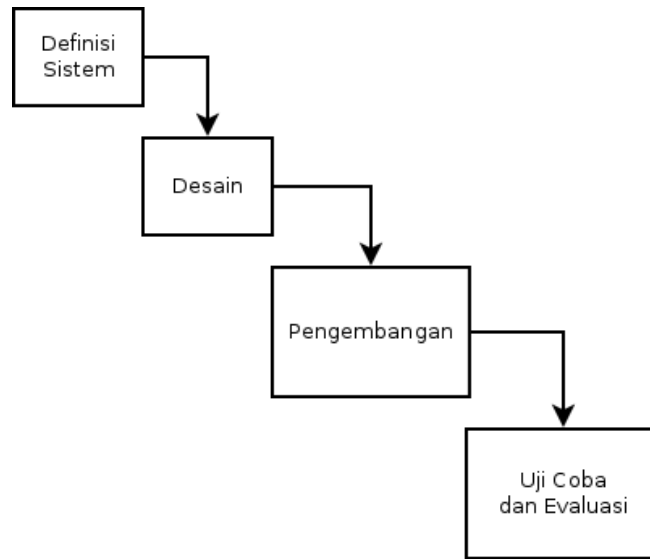 Definisi
Sistem
Desain
Pengembangan
Uji Coba
dan Evaluasi